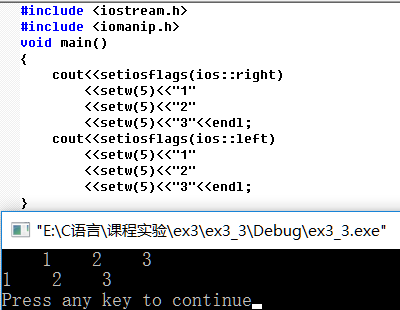 #include <iostream.h>
#include <iomanip.h>
void main()
{
    cout<<setiosflags(ios::right)
        <<setw(5)<<"1"
        <<setw(5)<<"2"
        <<setw(5)<<"3"<<endl;
    cout<<setiosflags(ios::left)
        <<setw(5)<<"1"
        <<setw(5)<<"2"
        <<setw(5)<<"3"<<endl;
}
"E:\C语言\课程实验\ex3\ex3_3\Debug\ex3_3.exe"
    1    2    3
1    2    3
Press any key to continue